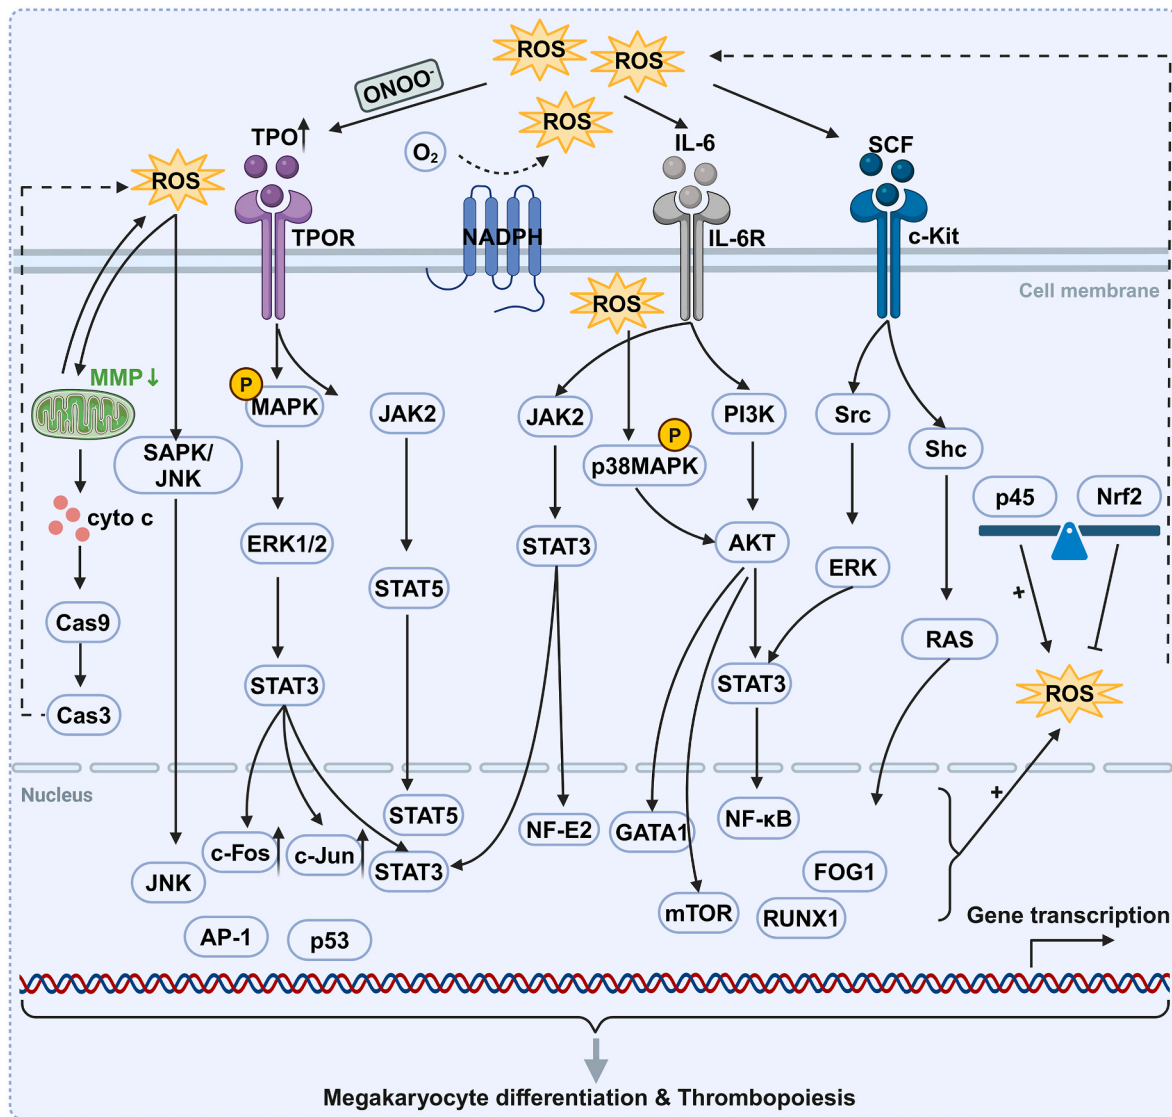 ROS
ROS
ONOO⁻
ROS
TPO
O₂
IL-6
SCF
ROS
TPOR
NADPH
IL-6R
c-Kit
Cell membrane
ROS
MMP↓
P
MAPK
JAK2
JAK2
PI3K
Src
P
Shc
SAPK/
JNK
p38MAPK
p45
Nrf2
cyto c
ERK1/2
STAT3
AKT
ERK
STAT5
+
Cas9
RAS
STAT3
STAT3
ROS
Cas3
Nucleus
+
STAT5
NF-E2
GATA1
NF-κB
c-Fos
c-Jun
STAT3
FOG1
JNK
mTOR
RUNX1
Gene transcription
AP-1
p53
Megakaryocyte differentiation & Thrombopoiesis